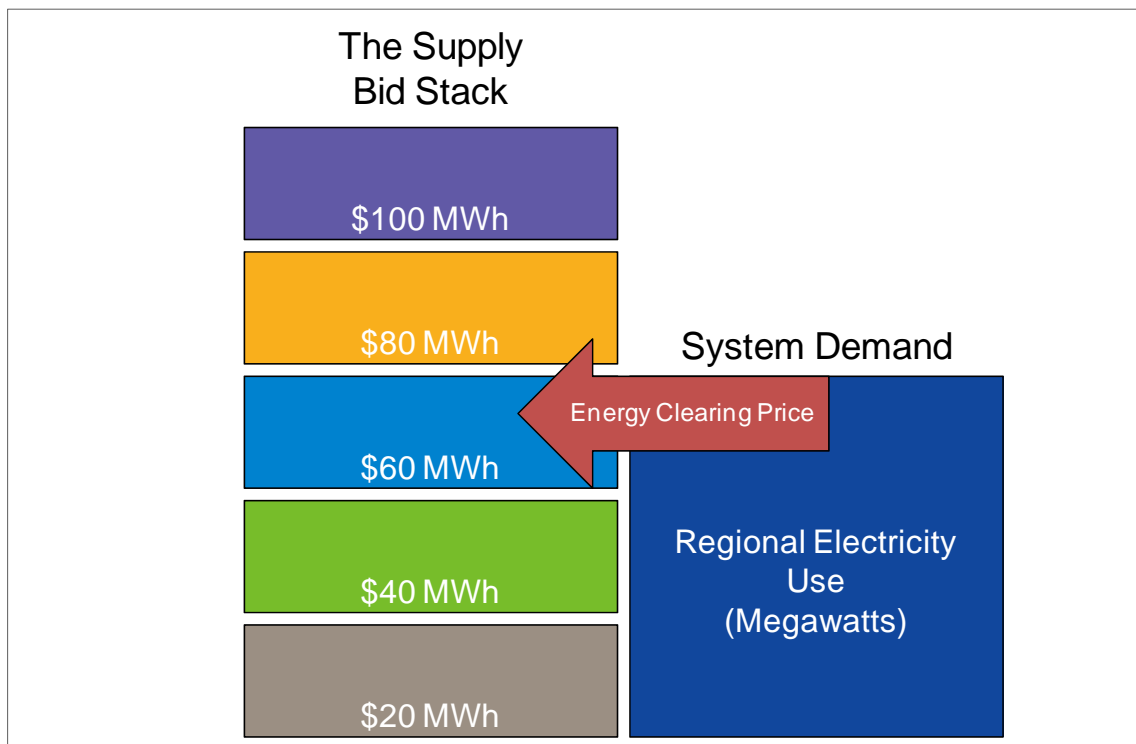 The Supply
Bid Stack
$100 MWh
$80 MWh
System Demand
Energy Clearing Price
$60 MWh
Regional Electricity
Use
(Megawatts)
$40 MWh
$20 MWh